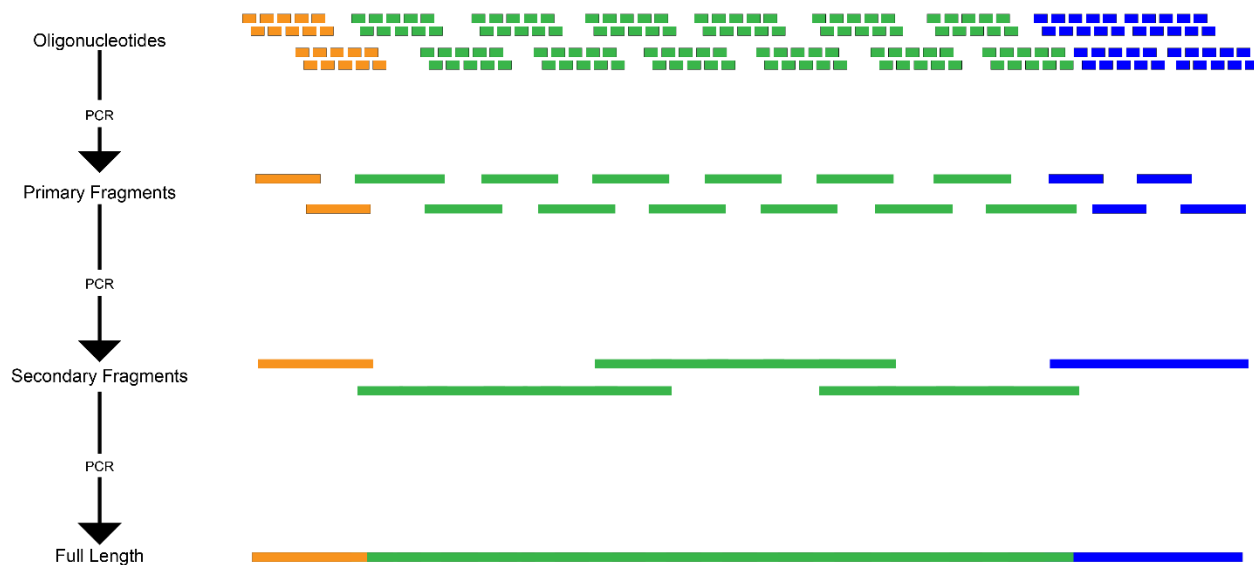 Oligonucleotides
PCR
Primary Fragments
PCR
Secondary Fragments
PCR
Full Length